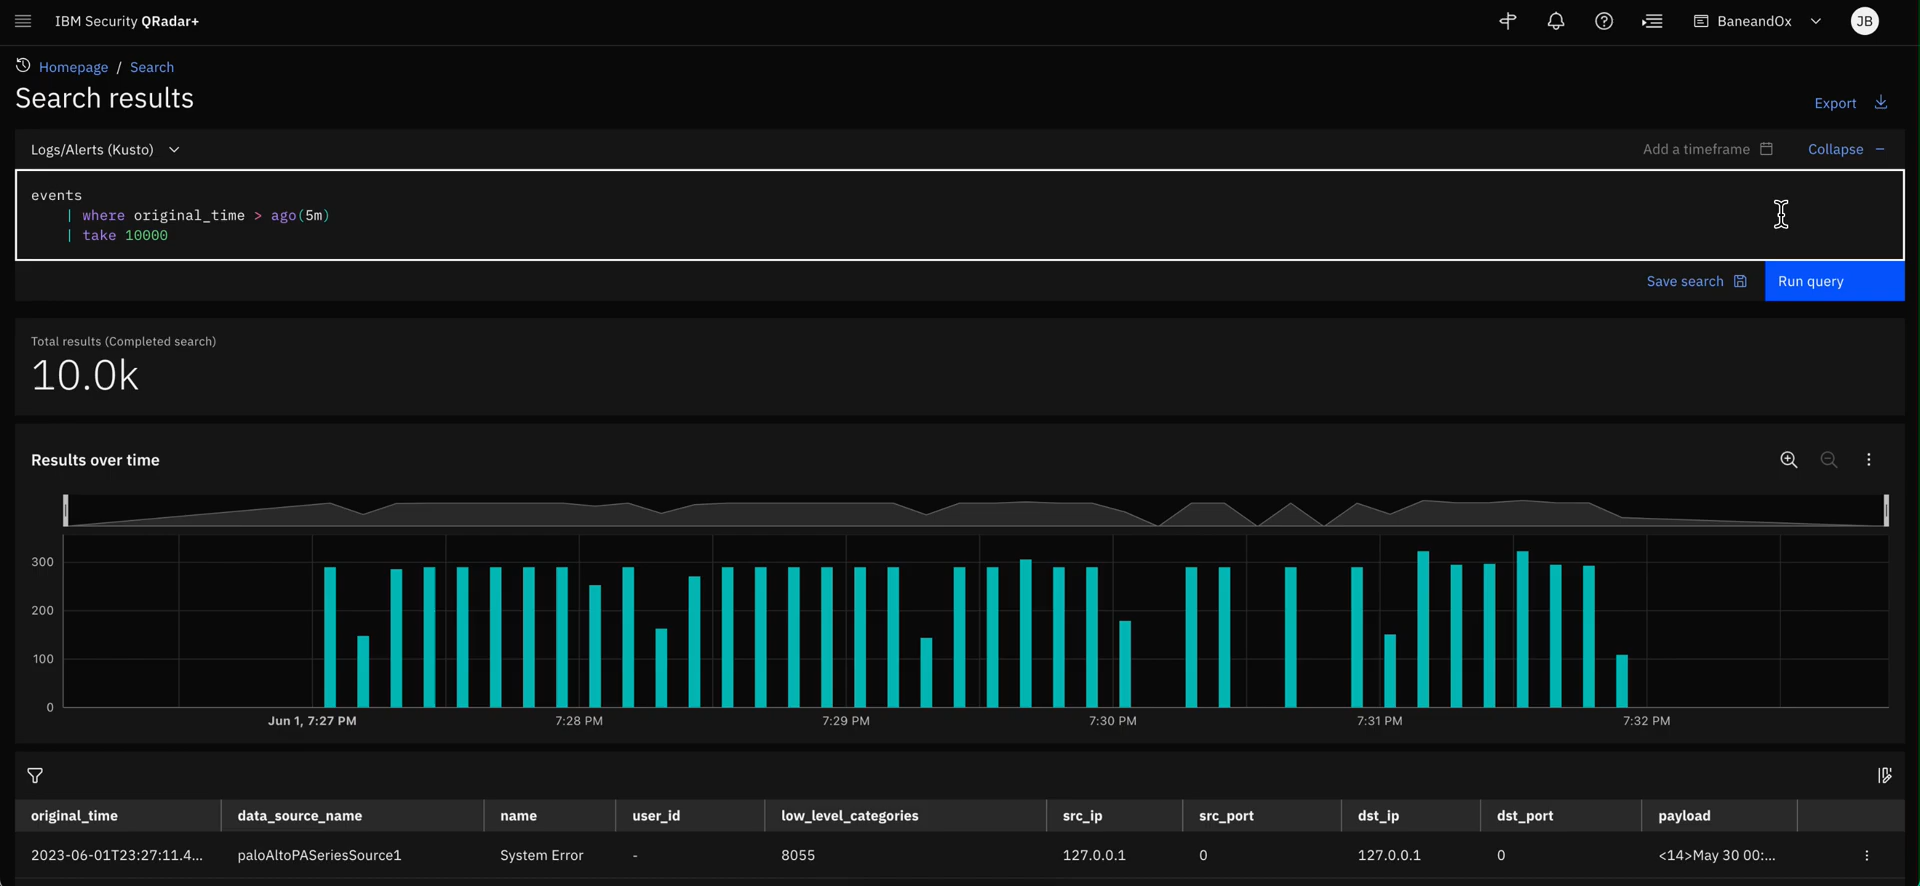 IBM Security QRadar+
BaneandOx
JB
Homepage / Search
Search results
Export
Logs/Alerts (Kusto)
Add a timeframe
Collapse
events
| where original_time > ago(5m)
| take 10000
Save search
Run query
Total results (Completed search)
10.0k
Results over time
300
200
100
0
Jun 1, 7:27 PM 7:28 PM 7:29 PM 7:30 PM 7:31 PM 7:32 PM
original_time data_source_name name user_id low_level_categories src_ip src_port dst_ip dst_port payload
2023-06-01T23:27:11.4... paloAltoPASeriesSource1 System Error - 8055 127.0.0.1 0 127.0.0.1 0 <14>May 30 00:...